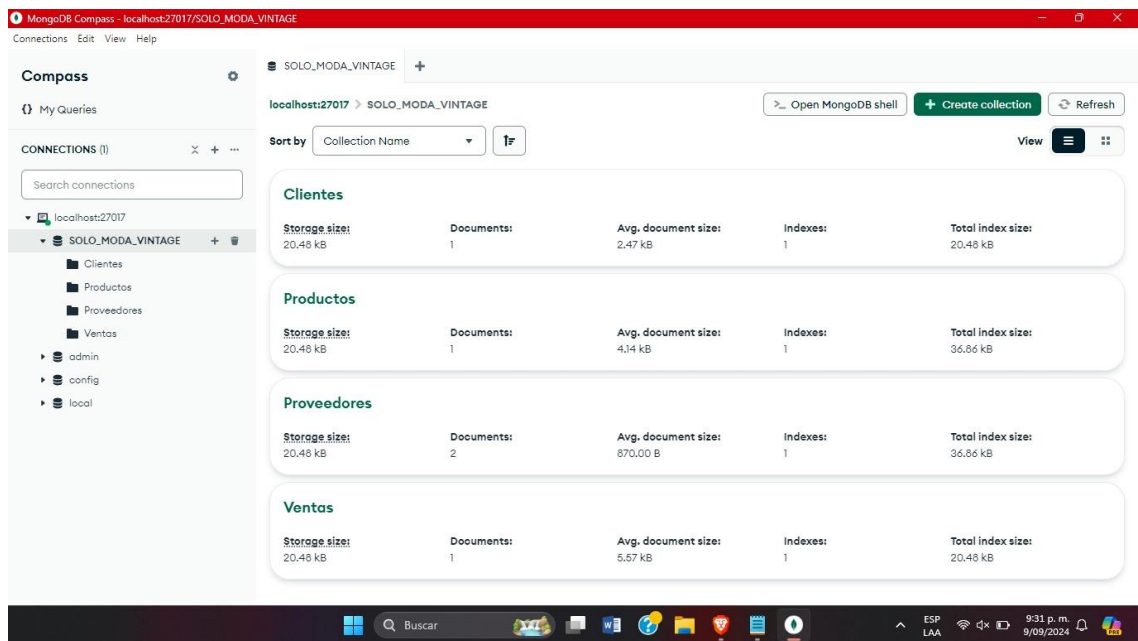 MongoDB Compass - localhost:27017/SOLO_MODA_VINTAGE
Connections Edit View Help
Compass
{} My Queries
CONNECTIONS (1)
Search connections
localhost:27017
SOLO_MODA_VINTAGE
Clientes
Productos
Proveedores
Ventas
admin
config
local
SOLO_MODA_VINTAGE
localhost:27017 > SOLO_MODA_VINTAGE
>_ Open MongoDB shell
+ Create collection
Refresh
Sort by Collection Name
View
Clientes
Storage size: Documents: Avg. document size: Indexes: Total index size:
20.48 kB 1 2.47 kB 1 20.48 kB
Productos
Storage size: Documents: Avg. document size: Indexes: Total index size:
20.48 kB 1 4.14 kB 1 36.86 kB
Proveedores
Storage size: Documents: Avg. document size: Indexes: Total index size:
20.48 kB 2 870.00 B 1 36.86 kB
Ventas
Storage size: Documents: Avg. document size: Indexes: Total index size:
20.48 kB 1 5.57 kB 1 20.48 kB
Buscar
ESP
LAA
9:31 p. m.
9/09/2024
PRE